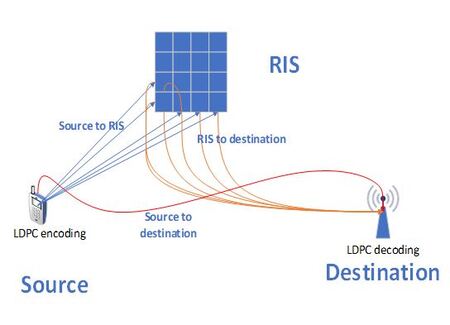 RIS
Source to RIS
RIS to destination
Source to
destination
LDPC encoding
LDPC decoding
Source
Destination